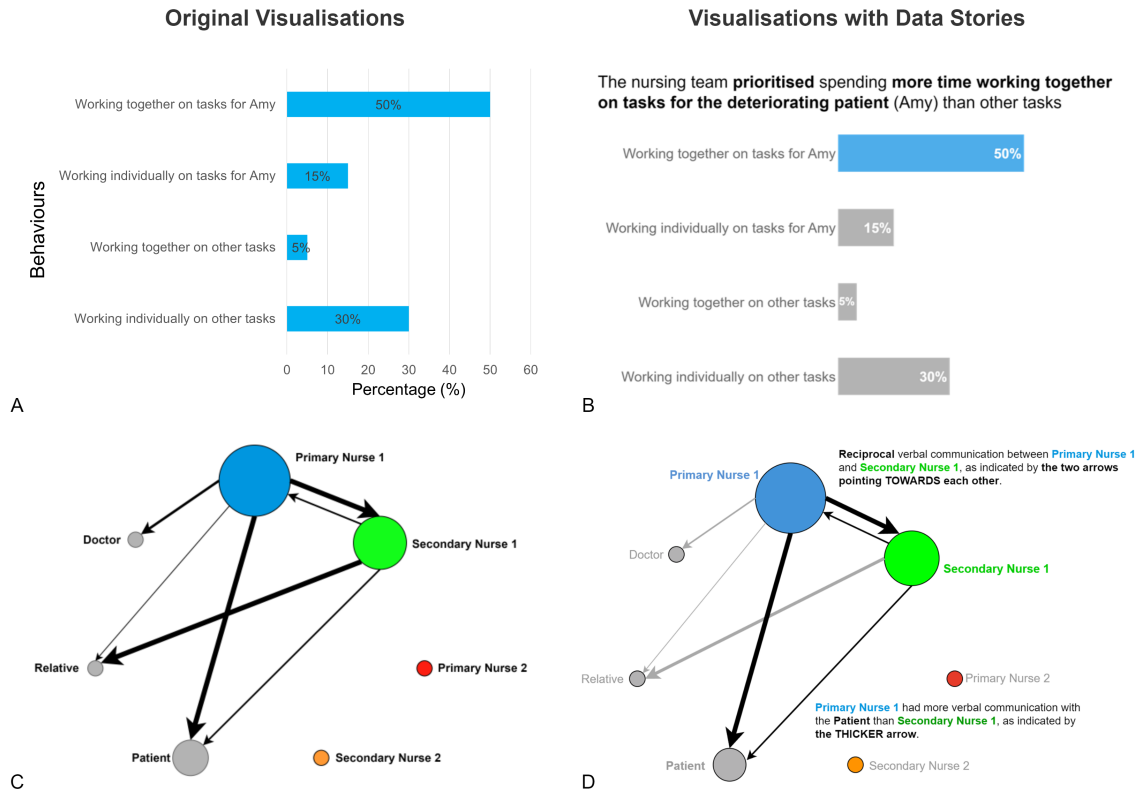 Original Visualisations
Visualisations with Data Stories
Behaviours
Working together on tasks for Amy
50%
Working individually on tasks for Amy
15%
Working together on other tasks
5%
Working individually on other tasks
30%
0 10 20 30 40 50 60
Percentage (%)
A
The nursing team prioritised spending more time working together
on tasks for the deteriorating patient (Amy) than other tasks
Working together on tasks for Amy
50%
Working individually on tasks for Amy
15%
Working together on other tasks
5%
Working individually on other tasks
30%
B
Primary Nurse 1
Doctor
Secondary Nurse 1
Relative
Primary Nurse 2
Patient
Secondary Nurse 2
C
Reciprocal verbal communication between Primary Nurse 1
and Secondary Nurse 1, as indicated by the two arrows
pointing TOWARDS each other.
Primary Nurse 1
Doctor
Secondary Nurse 1
Relative
Primary Nurse 2
Primary Nurse 1 had more verbal communication with
the Patient than Secondary Nurse 1, as indicated by
the THICKER arrow.
Patient
Secondary Nurse 2
D